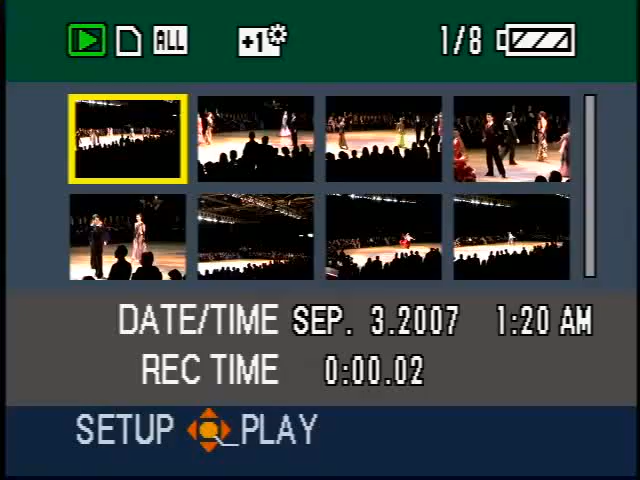 ALL +1 1/8
DATE/TIME SEP. 3.2007 1:20 AM
REC TIME 0:00.02
SETUP PLAY